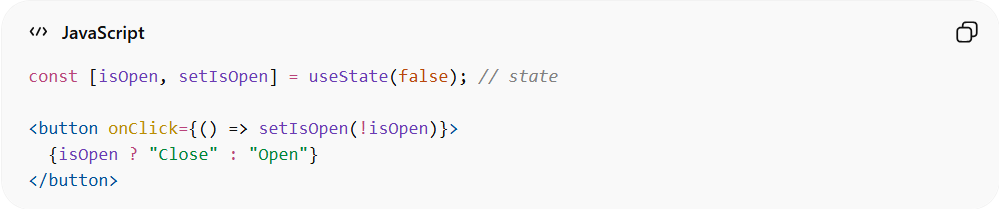 JavaScript
const [isOpen, setIsOpen] = useState(false); // state
<button onClick={() => setIsOpen(!isOpen)}>
  {isOpen ? "Close" : "Open"}
</button>